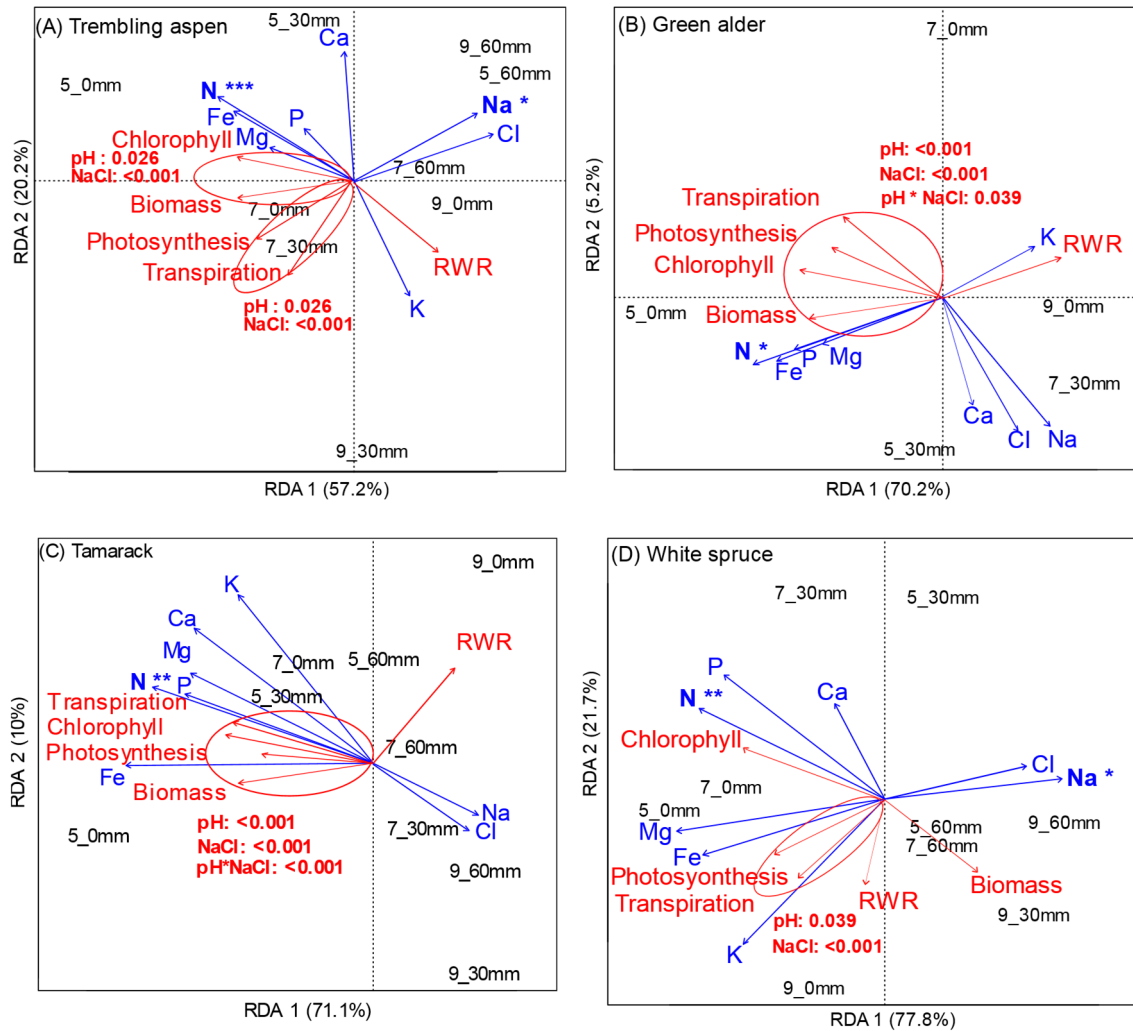 (A) Trembling aspen
5_30mm
Ca
9_60mm
5_60mm
5_0mm
N ***
Fe
P
Na *
Cl
Chlorophyll
Mg
pH : 0.026
NaCl: <0.001
7_60mm
Biomass
7_0mm
9_0mm
Photosynthesis
7_30mm
Transpiration
RWR
K
pH : 0.026
NaCl: <0.001
9_30mm
RDA 2 (20.2%)
RDA 1 (57.2%)
(B) Green alder
7_0mm
pH: <0.001
NaCl: <0.001
pH * NaCl: 0.039
Transpiration
Photosynthesis
K
RWR
Chlorophyll
5_0mm
Biomass
9_0mm
N *
Fe
P
Mg
7_30mm
Ca
Cl
Na
5_30mm
RDA 2 (5.2%)
RDA 1 (70.2%)
(C) Tamarack
9_0mm
K
Ca
Mg
7_0mm
5_60mm
RWR
N **
P
5_30mm
Transpiration
Chlorophyll
Photosynthesis
7_60mm
Fe
Biomass
Na
Cl
5_0mm
7_30mm
pH: <0.001
NaCl: <0.001
pH*NaCl: <0.001
9_60mm
9_30mm
RDA 2 (10%)
RDA 1 (71.1%)
(D) White spruce
7_30mm
5_30mm
P
N **
Ca
Chlorophyll
Cl
Na *
7_0mm
5_0mm
Mg
5_60mm
9_60mm
7_60mm
Fe
Photosyonthesis
Transpiration
RWR
Biomass
9_30mm
pH: 0.039
NaCl: <0.001
K
9_0mm
RDA 2 (21.7%)
RDA 1 (77.8%)